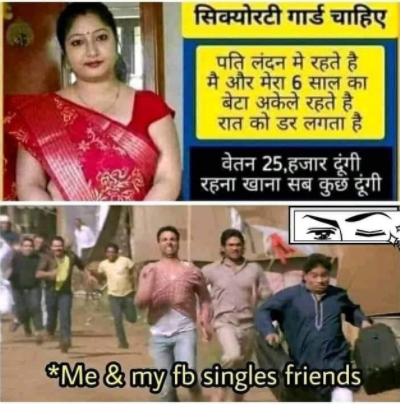 सिक्योरटी गार्ड चाहिए
पति लंदन मे रहते है
मै और मेरा 6 साल का
बेटा अकेले रहते है
रात को डर लगता है
वेतन 25,हजार दूंगी
रहना खाना सब कुछ दूंगी
*Me & my fb singles friends